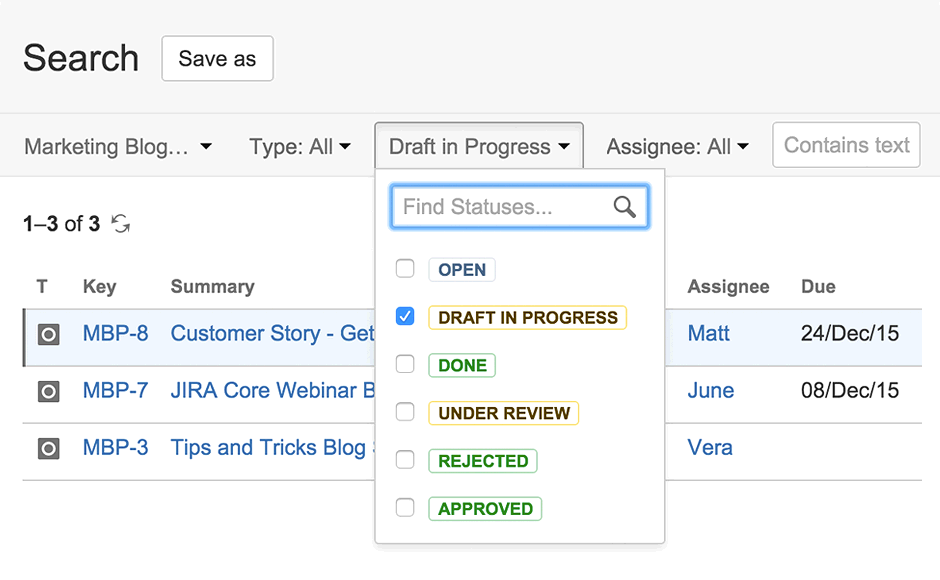 Search Save as
Marketing Blog... Type: All Draft in Progress Assignee: All Contains text
Find Statuses...
1–3 of 3
OPEN
T Key Summary Assignee Due
DRAFT IN PROGRESS
MBP-8 Customer Story - Get Matt 24/Dec/15
DONE
MBP-7 JIRA Core Webinar B June 08/Dec/15
UNDER REVIEW
MBP-3 Tips and Tricks Blog Vera
REJECTED
APPROVED